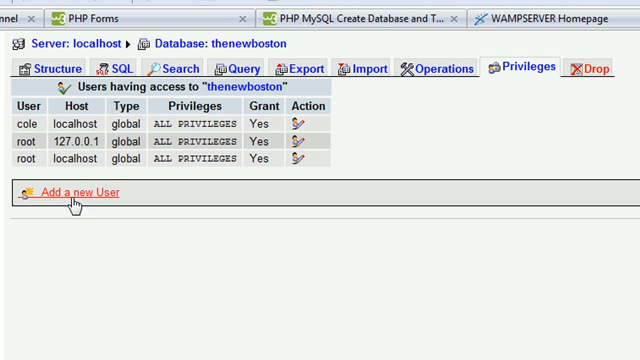 nnel
PHP Forms
PHP MySQL Create Database and T...
WAMPSERVER Homepage
Server: localhost
Database: thenewboston
Structure
SQL
Search
Query
Export
Import
Operations
Privileges
Drop
Users having access to "thenewboston"
User Host Type Privileges Grant Action
cole localhost global ALL PRIVILEGES Yes
root 127.0.0.1 global ALL PRIVILEGES Yes
root localhost global ALL PRIVILEGES Yes
Add a new User